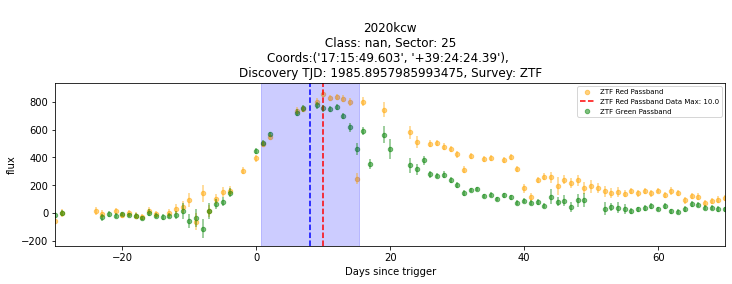 2020kcw
Class: nan, Sector: 25
Coords:('17:15:49.603', '+39:24:24.39'),
Discovery TJD: 1985.8957985993475, Survey: ZTF
ZTF Red Passband
ZTF Red Passband Data Max: 10.0
ZTF Green Passband
flux
800
600
400
200
0
−200
−20
0
20
40
60
Days since trigger